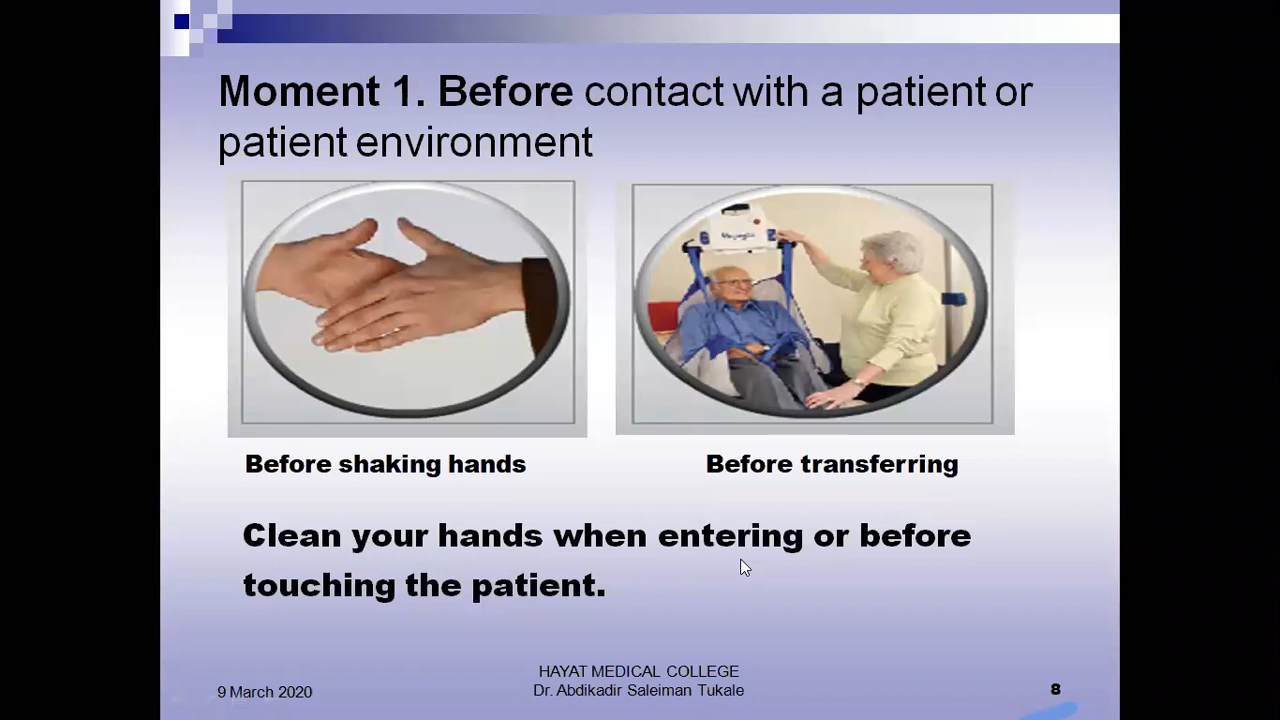 Moment 1. Before contact with a patient or
patient environment
Before shaking hands
Before transferring
Clean your hands when entering or before
touching the patient.
9 March 2020
HAYAT MEDICAL COLLEGE
Dr. Abdikadir Saleiman Tukale
8